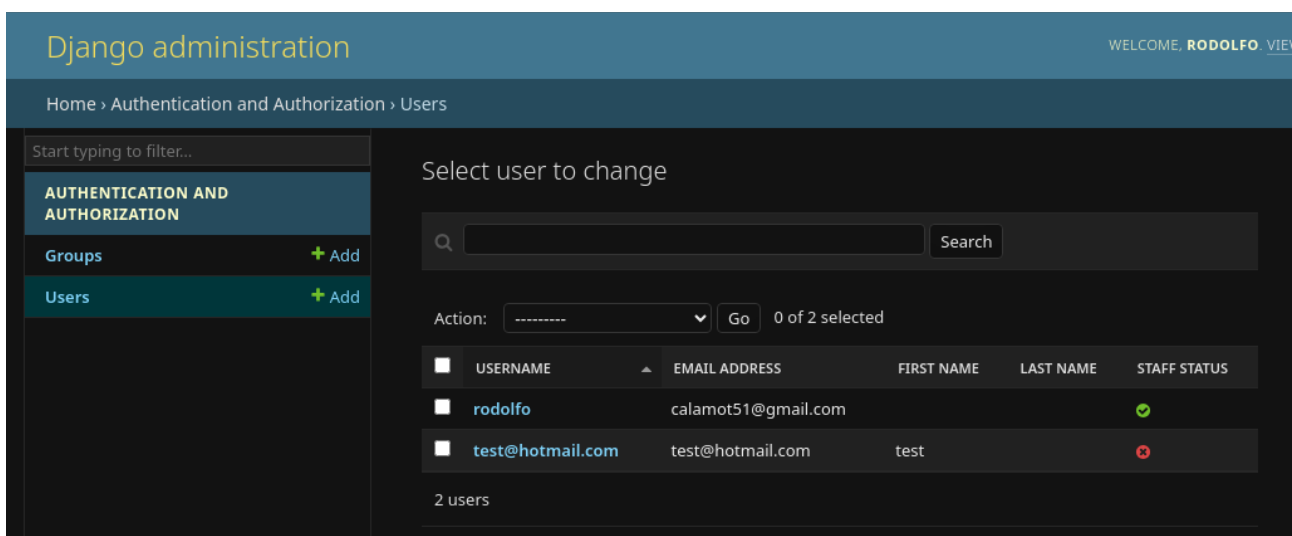 Django administration
WELCOME, RODOLFO. VIEW
Home › Authentication and Authorization › Users
Start typing to filter...
AUTHENTICATION AND
AUTHORIZATION
Groups + Add
Users + Add
Select user to change
Search
Action: --------- Go 0 of 2 selected
USERNAME EMAIL ADDRESS FIRST NAME LAST NAME STAFF STATUS
rodolfo calamot51@gmail.com
test@hotmail.com test@hotmail.com test
2 users